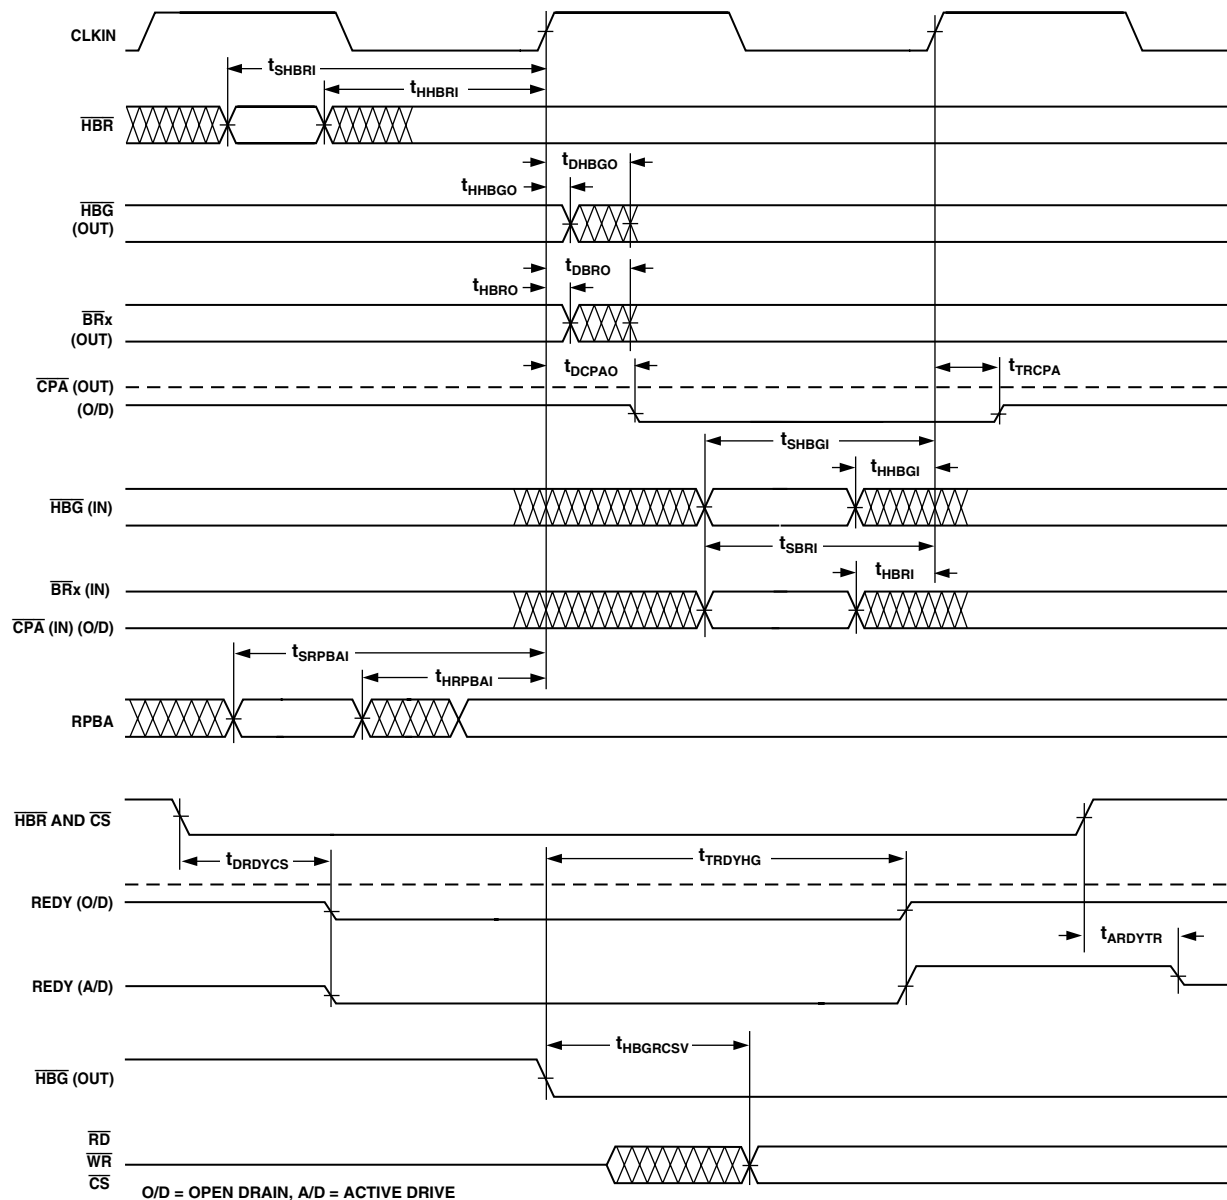 CLKIN
tSHBRI
tHHBRI
HBR
tDHBGO
tHHBGO
HBG
(OUT)
tDBRO
tHBRO
BRx
(OUT)
tDCPAO
tTRCPA
CPA (OUT)
(O/D)
tSHBGI
tHHBGI
HBG (IN)
tSBRI
tHBRI
BRx (IN)
CPA (IN) (O/D)
tSRPBAI
tHRPBAI
RPBA
HBR AND CS
tDRDYCS
tTRDYHG
REDY (O/D)
tARDYTR
REDY (A/D)
tHBGRCSV
HBG (OUT)
RD
WR
CS
O/D = OPEN DRAIN, A/D = ACTIVE DRIVE